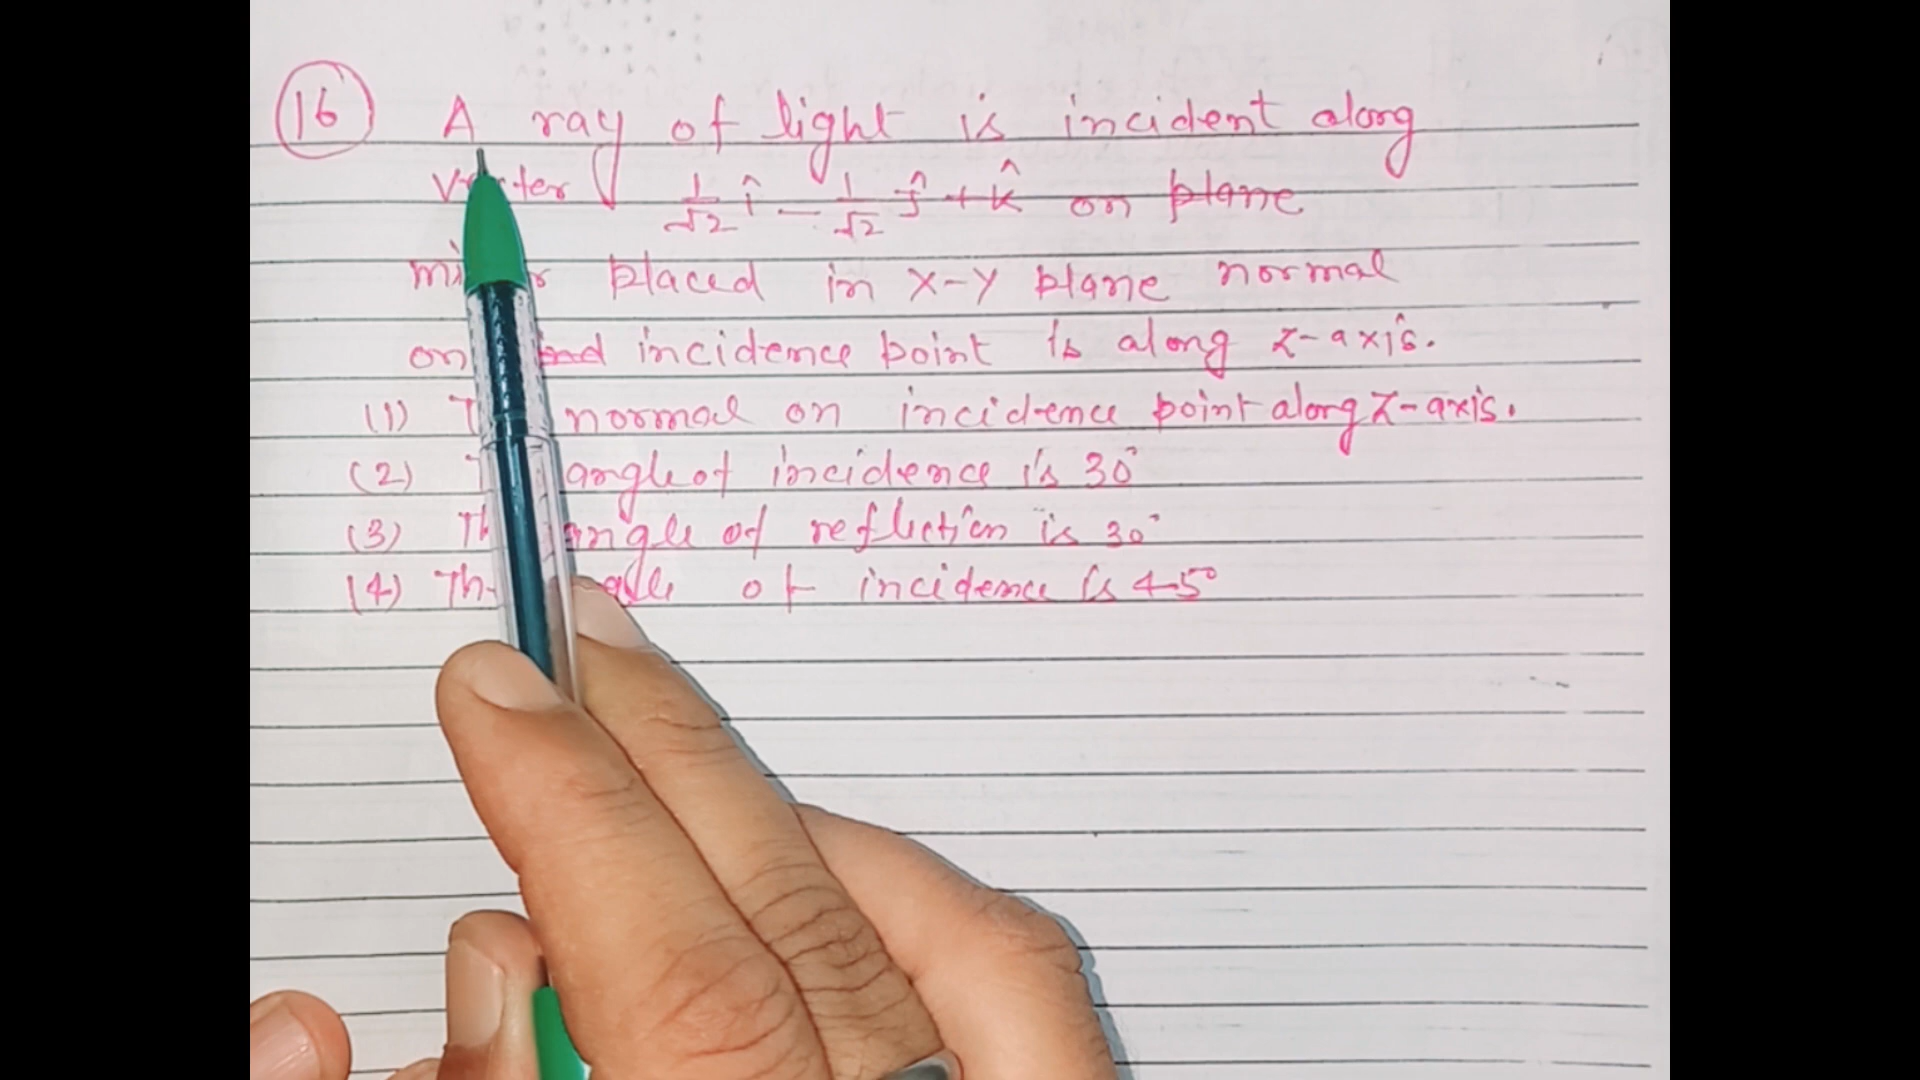 16 A ray of light is incident along
1/√2 î - 1/√2 ĵ + k̂ on plane
placed in x-y plane normal
on incidence point is along z-axis.
(1) normal on incidence point along z-axis.
(2) angle of incidence is 30°
(3) angle of reflection is 30°
(4) of incidence is 45°